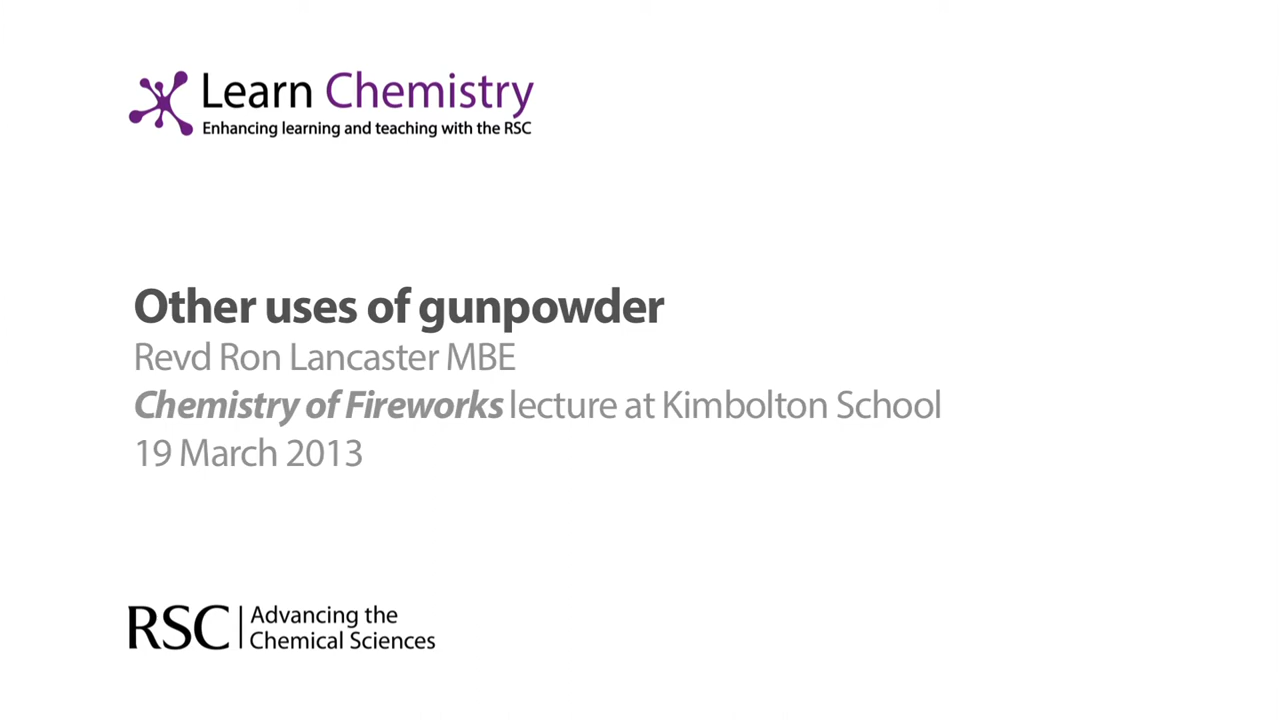 Learn Chemistry
Enhancing learning and teaching with the RSC
Other uses of gunpowder
Revd Ron Lancaster MBE
Chemistry of Fireworks lecture at Kimbolton School
19 March 2013
RSC
Advancing the
Chemical Sciences